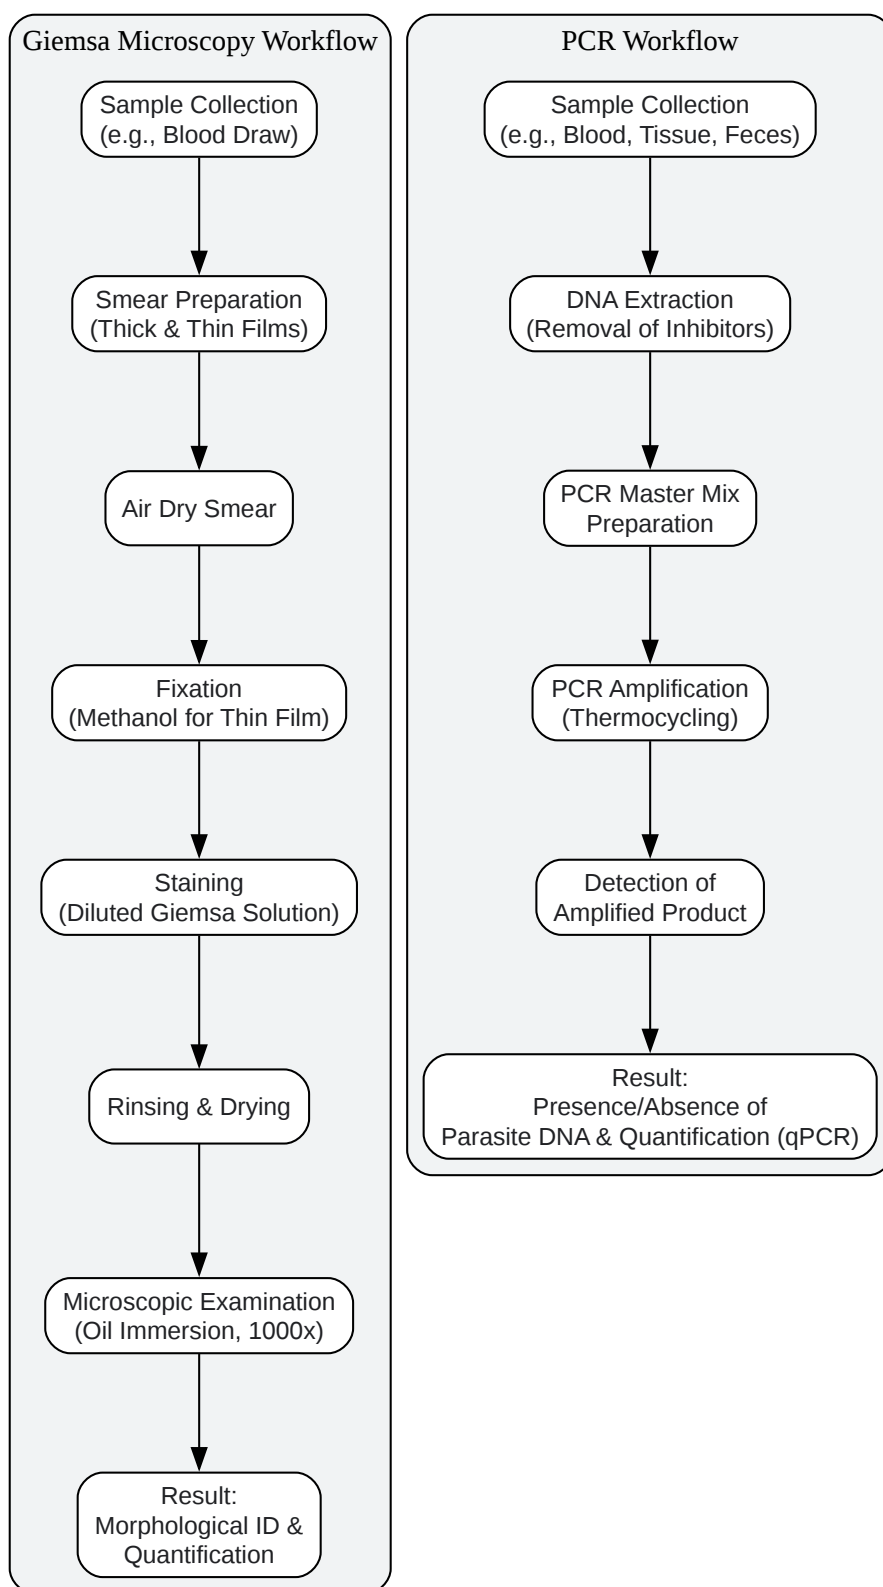 Giemsa Microscopy Workflow
Sample Collection
(e.g., Blood Draw)
Smear Preparation
(Thick & Thin Films)
Air Dry Smear
Fixation
(Methanol for Thin Film)
Staining
(Diluted Giemsa Solution)
Rinsing & Drying
Microscopic Examination
(Oil Immersion, 1000x)
Result:
Morphological ID &
Quantification
PCR Workflow
Sample Collection
(e.g., Blood, Tissue, Feces)
DNA Extraction
(Removal of Inhibitors)
PCR Master Mix
Preparation
PCR Amplification
(Thermocycling)
Detection of
Amplified Product
Result:
Presence/Absence of
Parasite DNA & Quantification (qPCR)